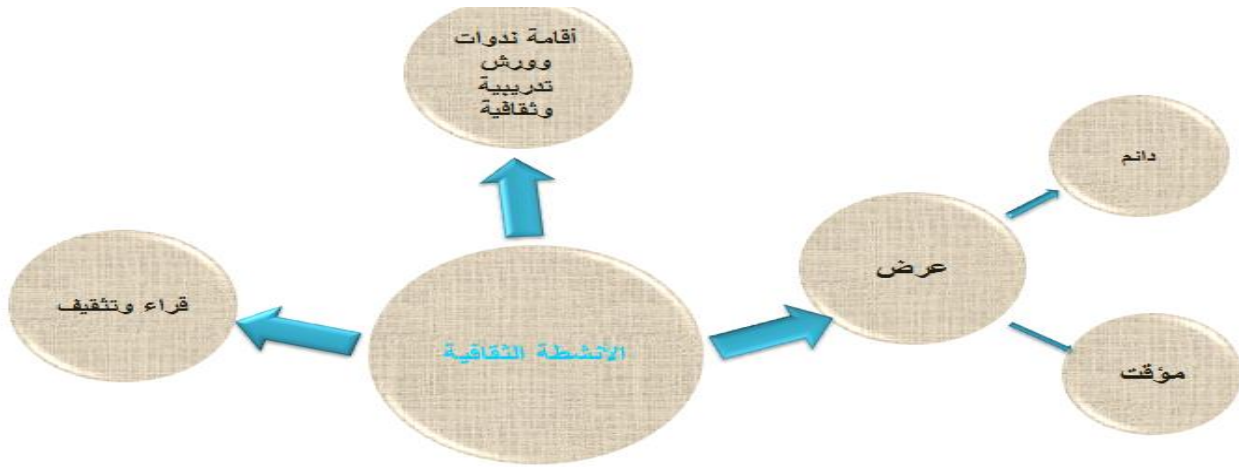 أقامة ندوات
وورش
تدريبية
وثقافية
دائم
عرض
قراء وتثقيف
الأنشطة الثقافية
مؤقت